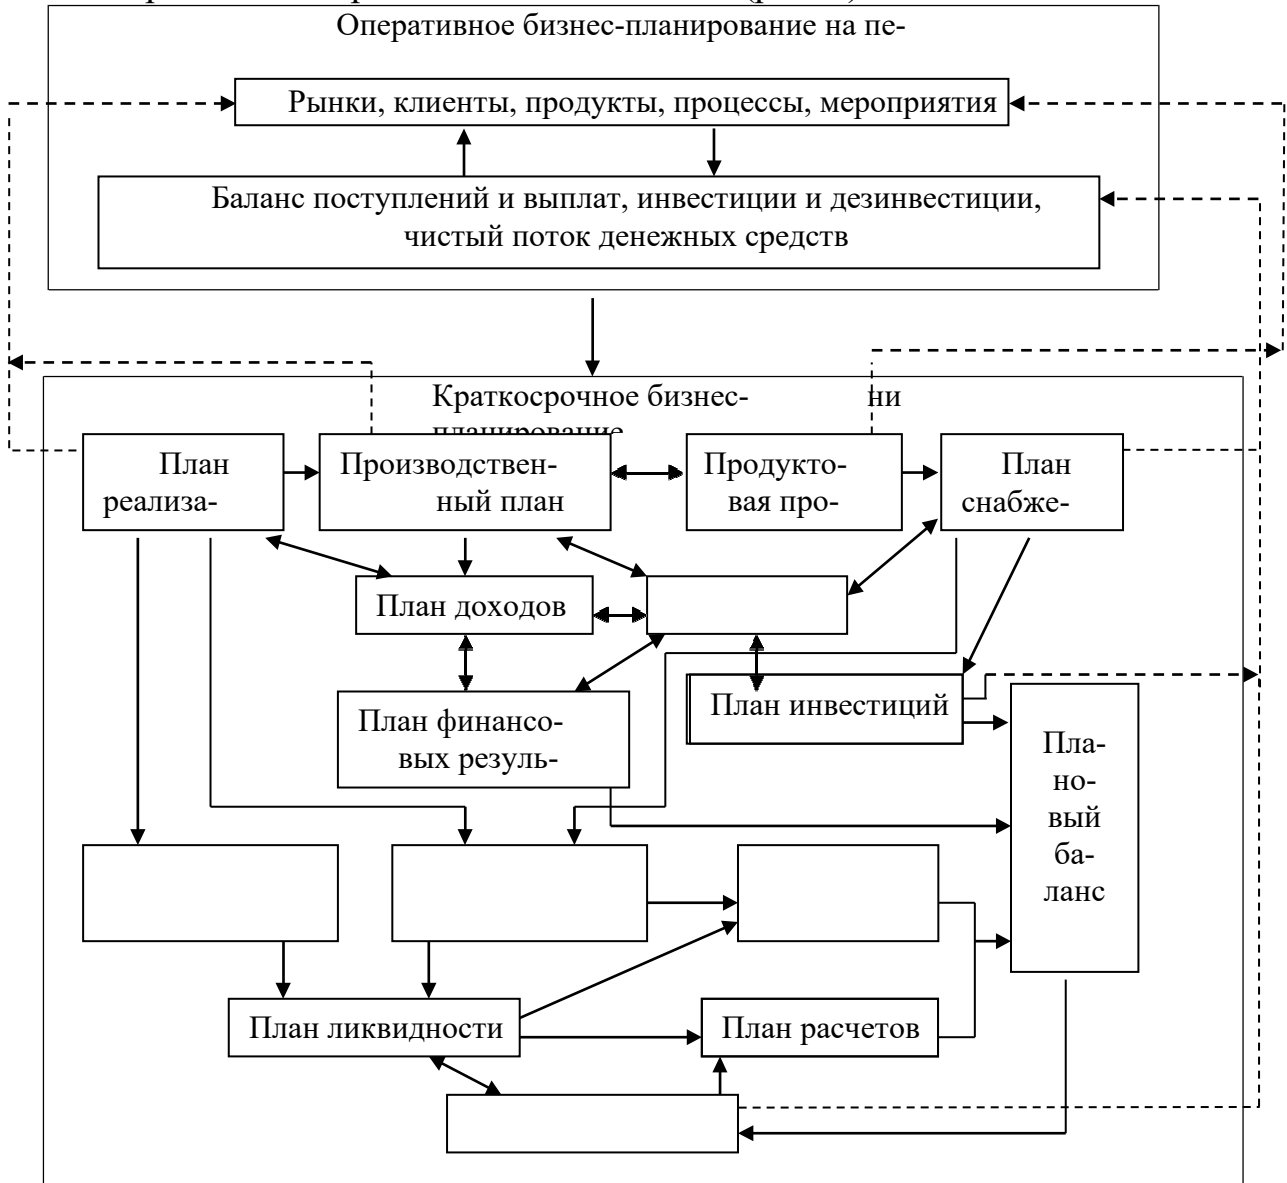 Оперативное бизнес-планирование на пе-
Рынки, клиенты, продукты, процессы, мероприятия
Баланс поступлений и выплат, инвестиции и дезинвестиции,
чистый поток денежных средств
Краткосрочное бизнес-
ни
планирование
План
реализа-
Производствен-
ный план
Продукто-
вая про-
План
снабже-
План доходов
План финансо-
вых резуль-
План инвестиций
Пла-
но-
вый
ба-
ланс
План ликвидности
План расчетов